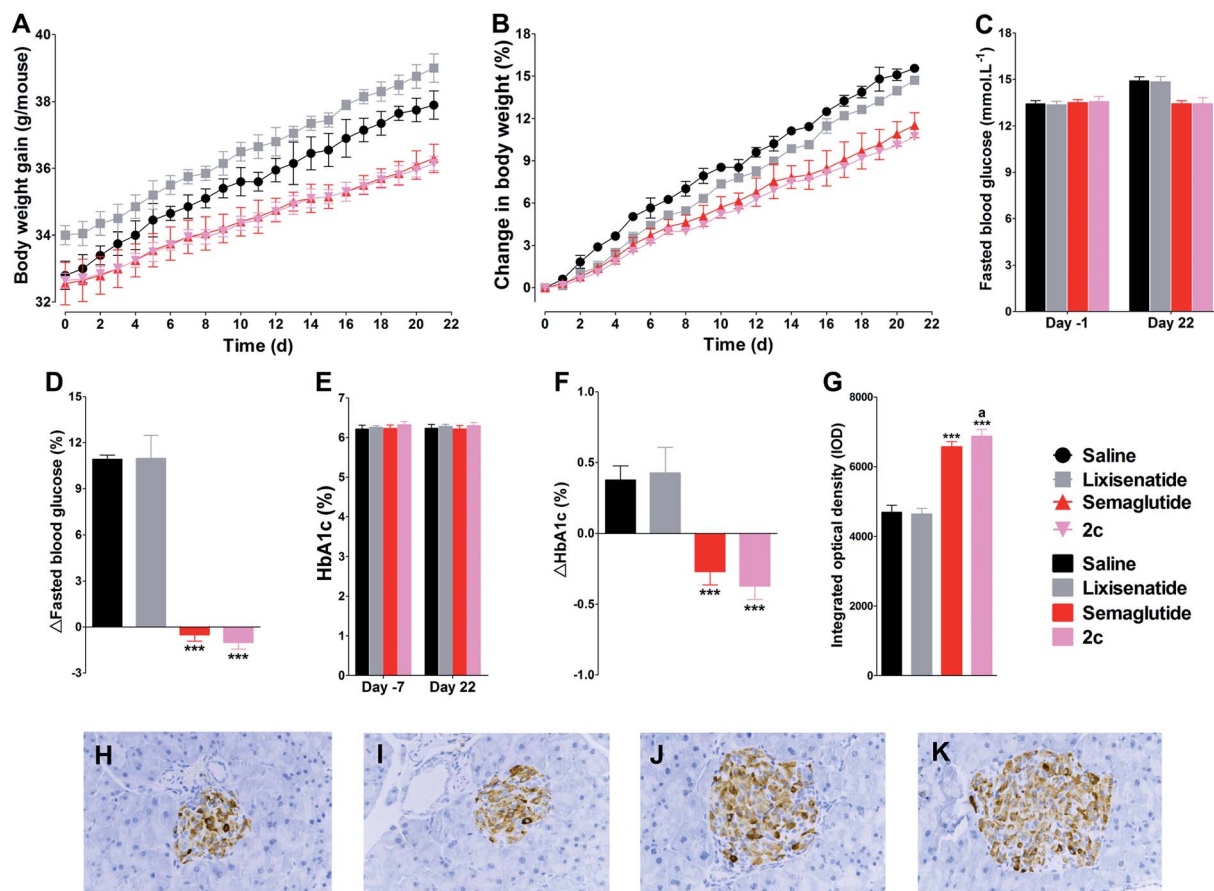 A
Body weight gain (g/mouse)
40
38
36
34
32
0 2 4 6 8 10 12 14 16 18 20 22
Time (d)
B
Change in body weight (%)
18
15
12
9
6
3
0
0 2 4 6 8 10 12 14 16 18 20 22
Time (d)
C
Fasted blood glucose (mmol.L⁻¹)
18
15
12
9
6
3
0
Day -1 Day 22
D
△Fasted blood glucose (%)
15
11
7
3
0
-3
*** ***
E
HbA1c (%)
7
6
5
4
3
2
1
0
Day -7 Day 22
F
△HbA1c (%)
1.0
0.5
0.0
-0.5
-1.0
*** ***
G
Integrated optical density (IOD)
8000
6000
4000
2000
0
a
*** ***
Saline
Lixisenatide
Semaglutide
2c
Saline
Lixisenatide
Semaglutide
2c
H
I
J
K